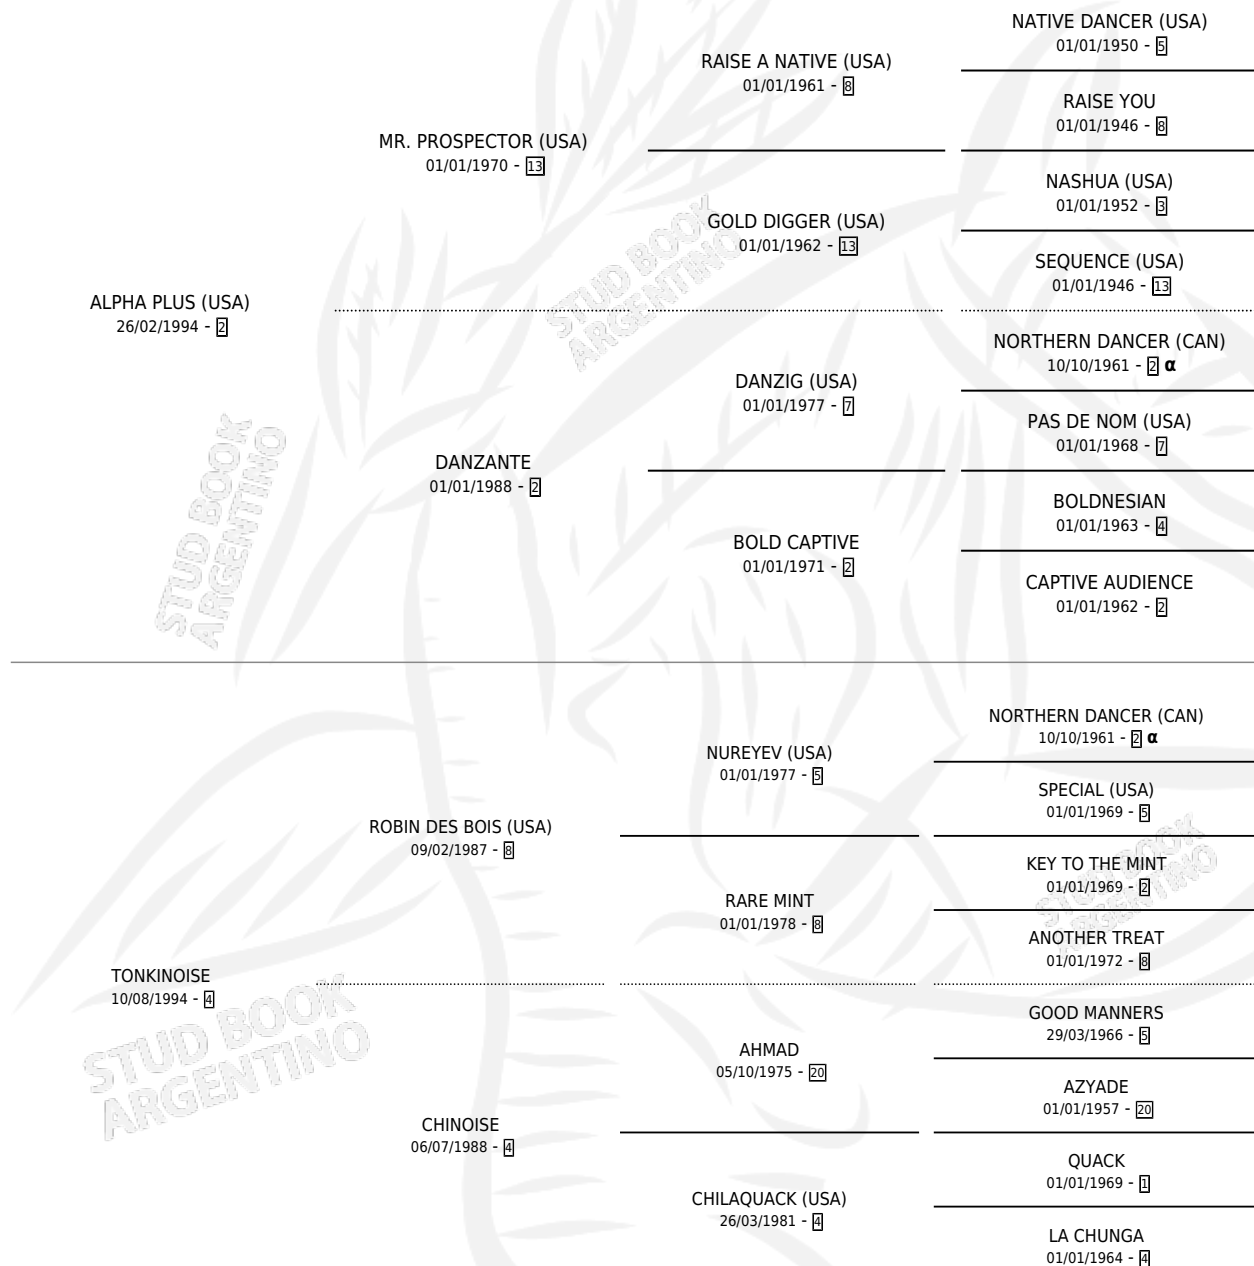 NATIVE DANCER (USA)
01/01/1950 - 5
RAISE A NATIVE (USA)
01/01/1961 - 8
RAISE YOU
01/01/1946 - 8
MR. PROSPECTOR (USA)
01/01/1970 - 13
NASHUA (USA)
01/01/1952 - 3
GOLD DIGGER (USA)
01/01/1962 - 13
SEQUENCE (USA)
01/01/1946 - 13
STUD BOOK
ARGENTINO
ALPHA PLUS (USA)
26/02/1994 - 2
NORTHERN DANCER (CAN)
10/10/1961 - 2 α
DANZIG (USA)
01/01/1977 - 7
PAS DE NOM (USA)
01/01/1968 - 7
DANZANTE
01/01/1988 - 2
BOLDNESIAN
01/01/1963 - 4
BOLD CAPTIVE
01/01/1971 - 2
CAPTIVE AUDIENCE
01/01/1962 - 2
STUD BOOK
ARGENTINO
NORTHERN DANCER (CAN)
10/10/1961 - 2 α
NUREYEV (USA)
01/01/1977 - 5
SPECIAL (USA)
01/01/1969 - 5
ROBIN DES BOIS (USA)
09/02/1987 - 8
KEY TO THE MINT
01/01/1969 - 2
RARE MINT
01/01/1978 - 8
ANOTHER TREAT
01/01/1972 - 8
STUD BOOK
ARGENTINO
TONKINOISE
10/08/1994 - 4
GOOD MANNERS
29/03/1966 - 5
AHMAD
05/10/1975 - 20
AZYADE
01/01/1957 - 20
STUD BOOK
ARGENTINO
CHINOISE
06/07/1988 - 4
QUACK
01/01/1969 - 1
CHILAQUACK (USA)
26/03/1981 - 4
LA CHUNGA
01/01/1964 - 4